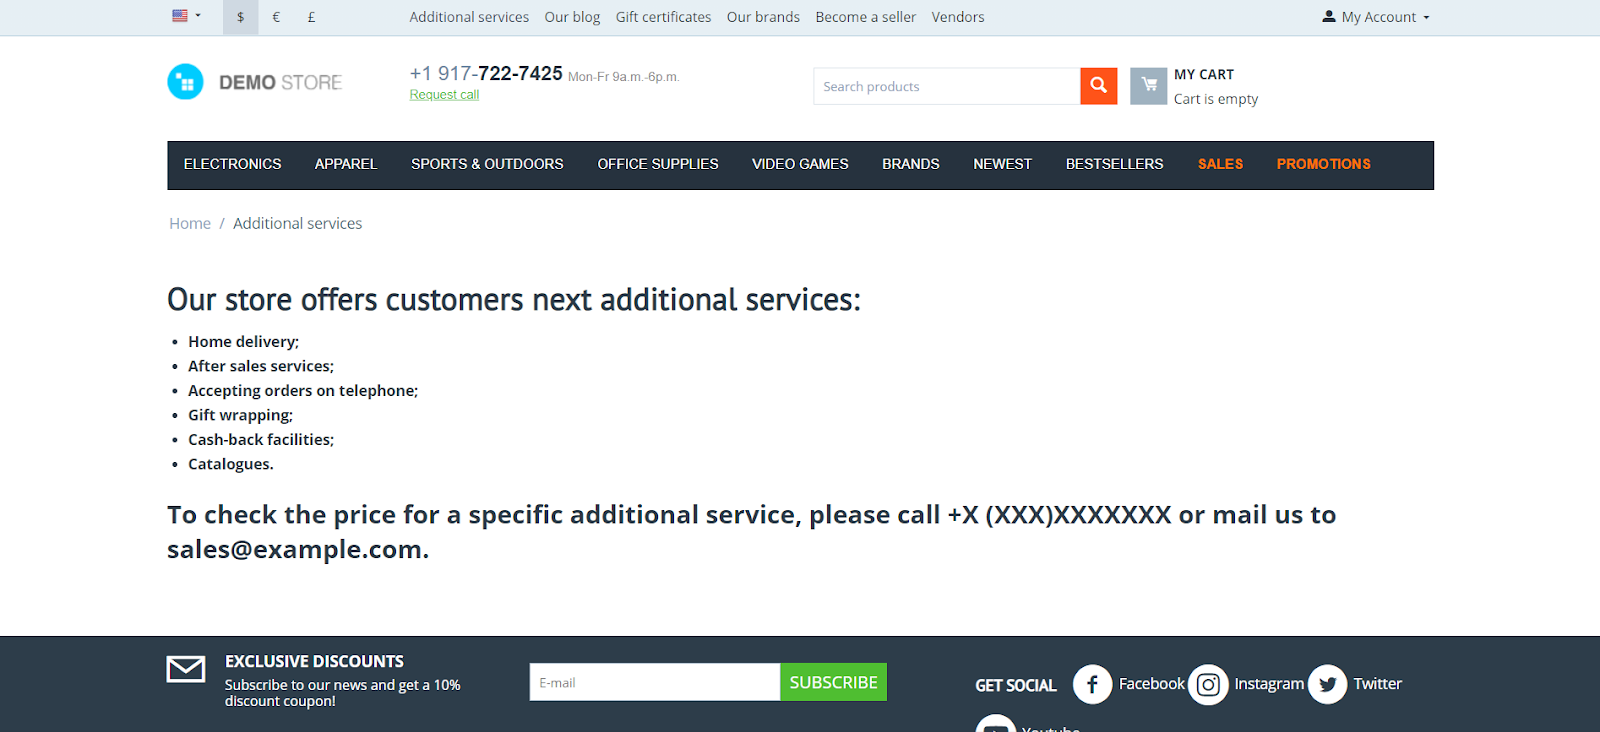 $ € £ Additional services Our blog Gift certificates Our brands Become a seller Vendors My Account
DEMO STORE
+1 917-722-7425 Mon-Fr 9a.m.-6p.m.
Request call
Search products
MY CART
Cart is empty
ELECTRONICS APPAREL SPORTS & OUTDOORS OFFICE SUPPLIES VIDEO GAMES BRANDS NEWEST BESTSELLERS SALES PROMOTIONS
Home / Additional services
Our store offers customers next additional services:
• Home delivery;
• After sales services;
• Accepting orders on telephone;
• Gift wrapping;
• Cash-back facilities;
• Catalogues.
To check the price for a specific additional service, please call +X (XXX)XXXXXXX or mail us to
sales@example.com.
EXCLUSIVE DISCOUNTS
Subscribe to our news and get a 10%
discount coupon!
E-mail
SUBSCRIBE
GET SOCIAL Facebook Instagram Twitter
Youtube